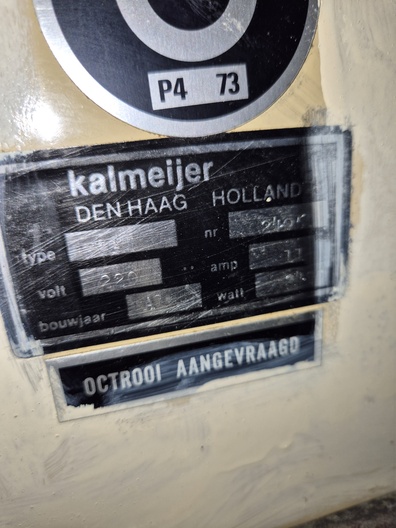 P4 73
kalmeijer
DEN HAAG HOLLAND
type nr
volt 220 amp
bouwjaar watt
OCTROOI AANGEVRAAGD